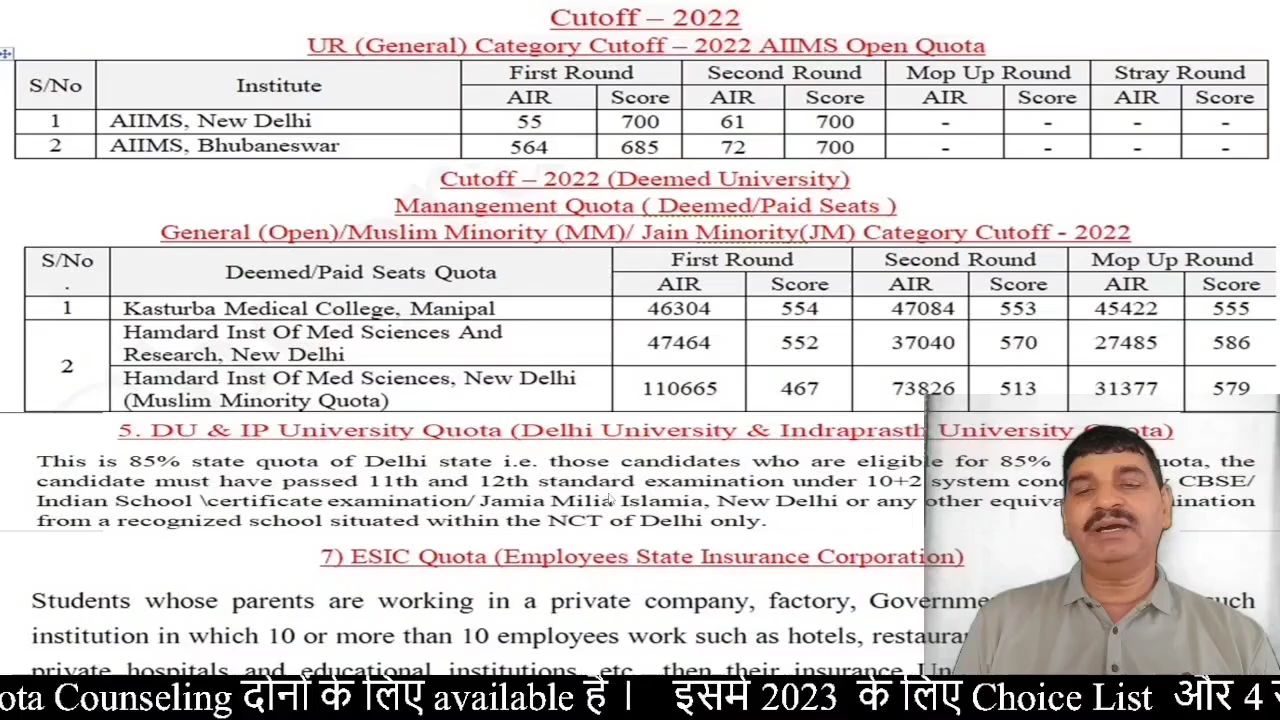 Cutoff – 2022
UR (General) Category Cutoff – 2022 AIIMS Open Quota
S/No Institute First Round Second Round Mop Up Round Stray Round
AIR Score AIR Score AIR Score AIR Score
1 AIIMS, New Delhi 55 700 61 700 - - - -
2 AIIMS, Bhubaneswar 564 685 72 700 - - - -
Cutoff – 2022 (Deemed University)
Manangement Quota ( Deemed/Paid Seats )
General (Open)/Muslim Minority (MM)/ Jain Minority(JM) Category Cutoff - 2022
S/No . Deemed/Paid Seats Quota First Round Second Round Mop Up Round
AIR Score AIR Score AIR Score
1 Kasturba Medical College, Manipal 46304 554 47084 553 45422 555
2 Hamdard Inst Of Med Sciences And
Research, New Delhi 47464 552 37040 570 27485 586
Hamdard Inst Of Med Sciences, New Delhi
(Muslim Minority Quota) 110665 467 73826 513 31377 579
5. DU & IP University Quota (Delhi University & Indraprasth University Quota)
This is 85% state quota of Delhi state i.e. those candidates who are eligible for 85% the
candidate must have passed 11th and 12th standard examination under 10+2 system CBSE/
Indian School \certificate examination/ Jamia Milia Islamia, New Delhi or any other
from a recognized school situated within the NCT of Delhi only.
7) ESIC Quota (Employees State Insurance Corporation)
Students whose parents are working in a private company, factory, such
institution in which 10 or more than 10 employees work such as hotels,
private hospitals and educational institutions etc then their insurance
Counseling दोनों के लिए available है। इसमें 2023 के लिए Choice List और 4